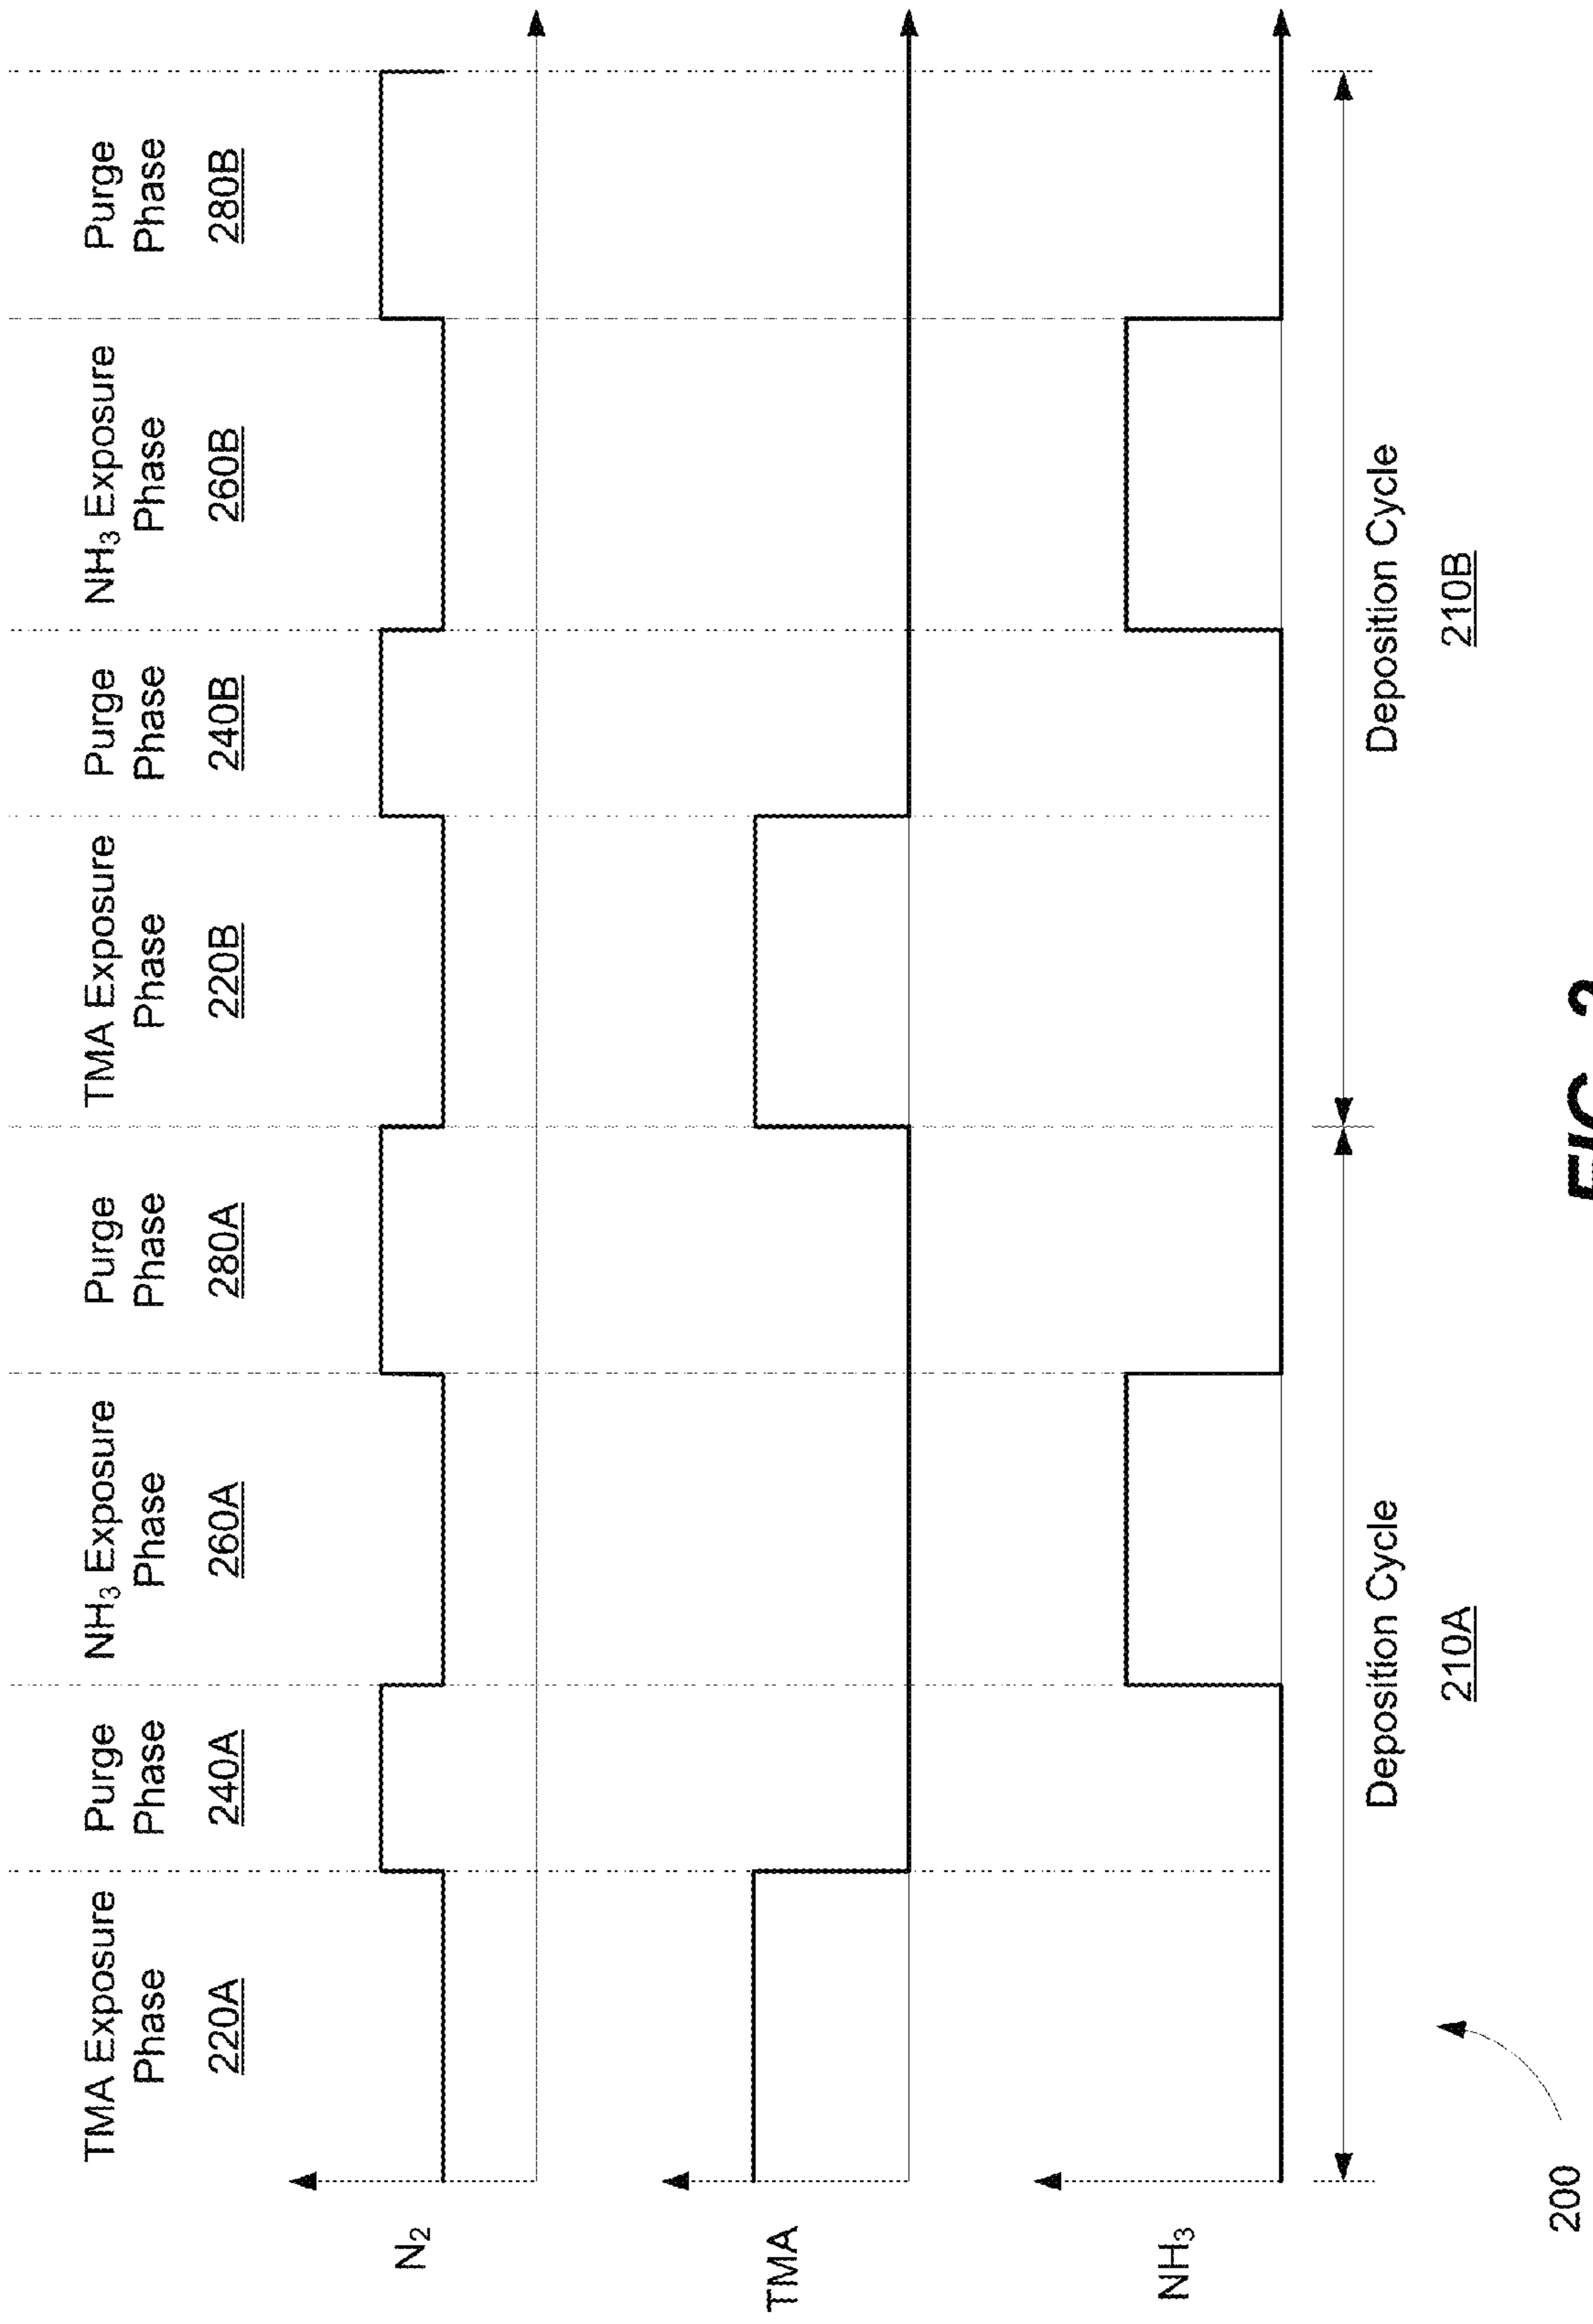 TMA Exposure
Phase
220A
Purge
Phase
240A
NH₃ Exposure
Phase
260A
Purge
Phase
280A
TMA Exposure
Phase
220B
Purge
Phase
240B
NH₃ Exposure
Phase
260B
Purge
Phase
280B
N₂
TMA
NH₃
Deposition Cycle
210A
Deposition Cycle
210B
200
FIG. 2